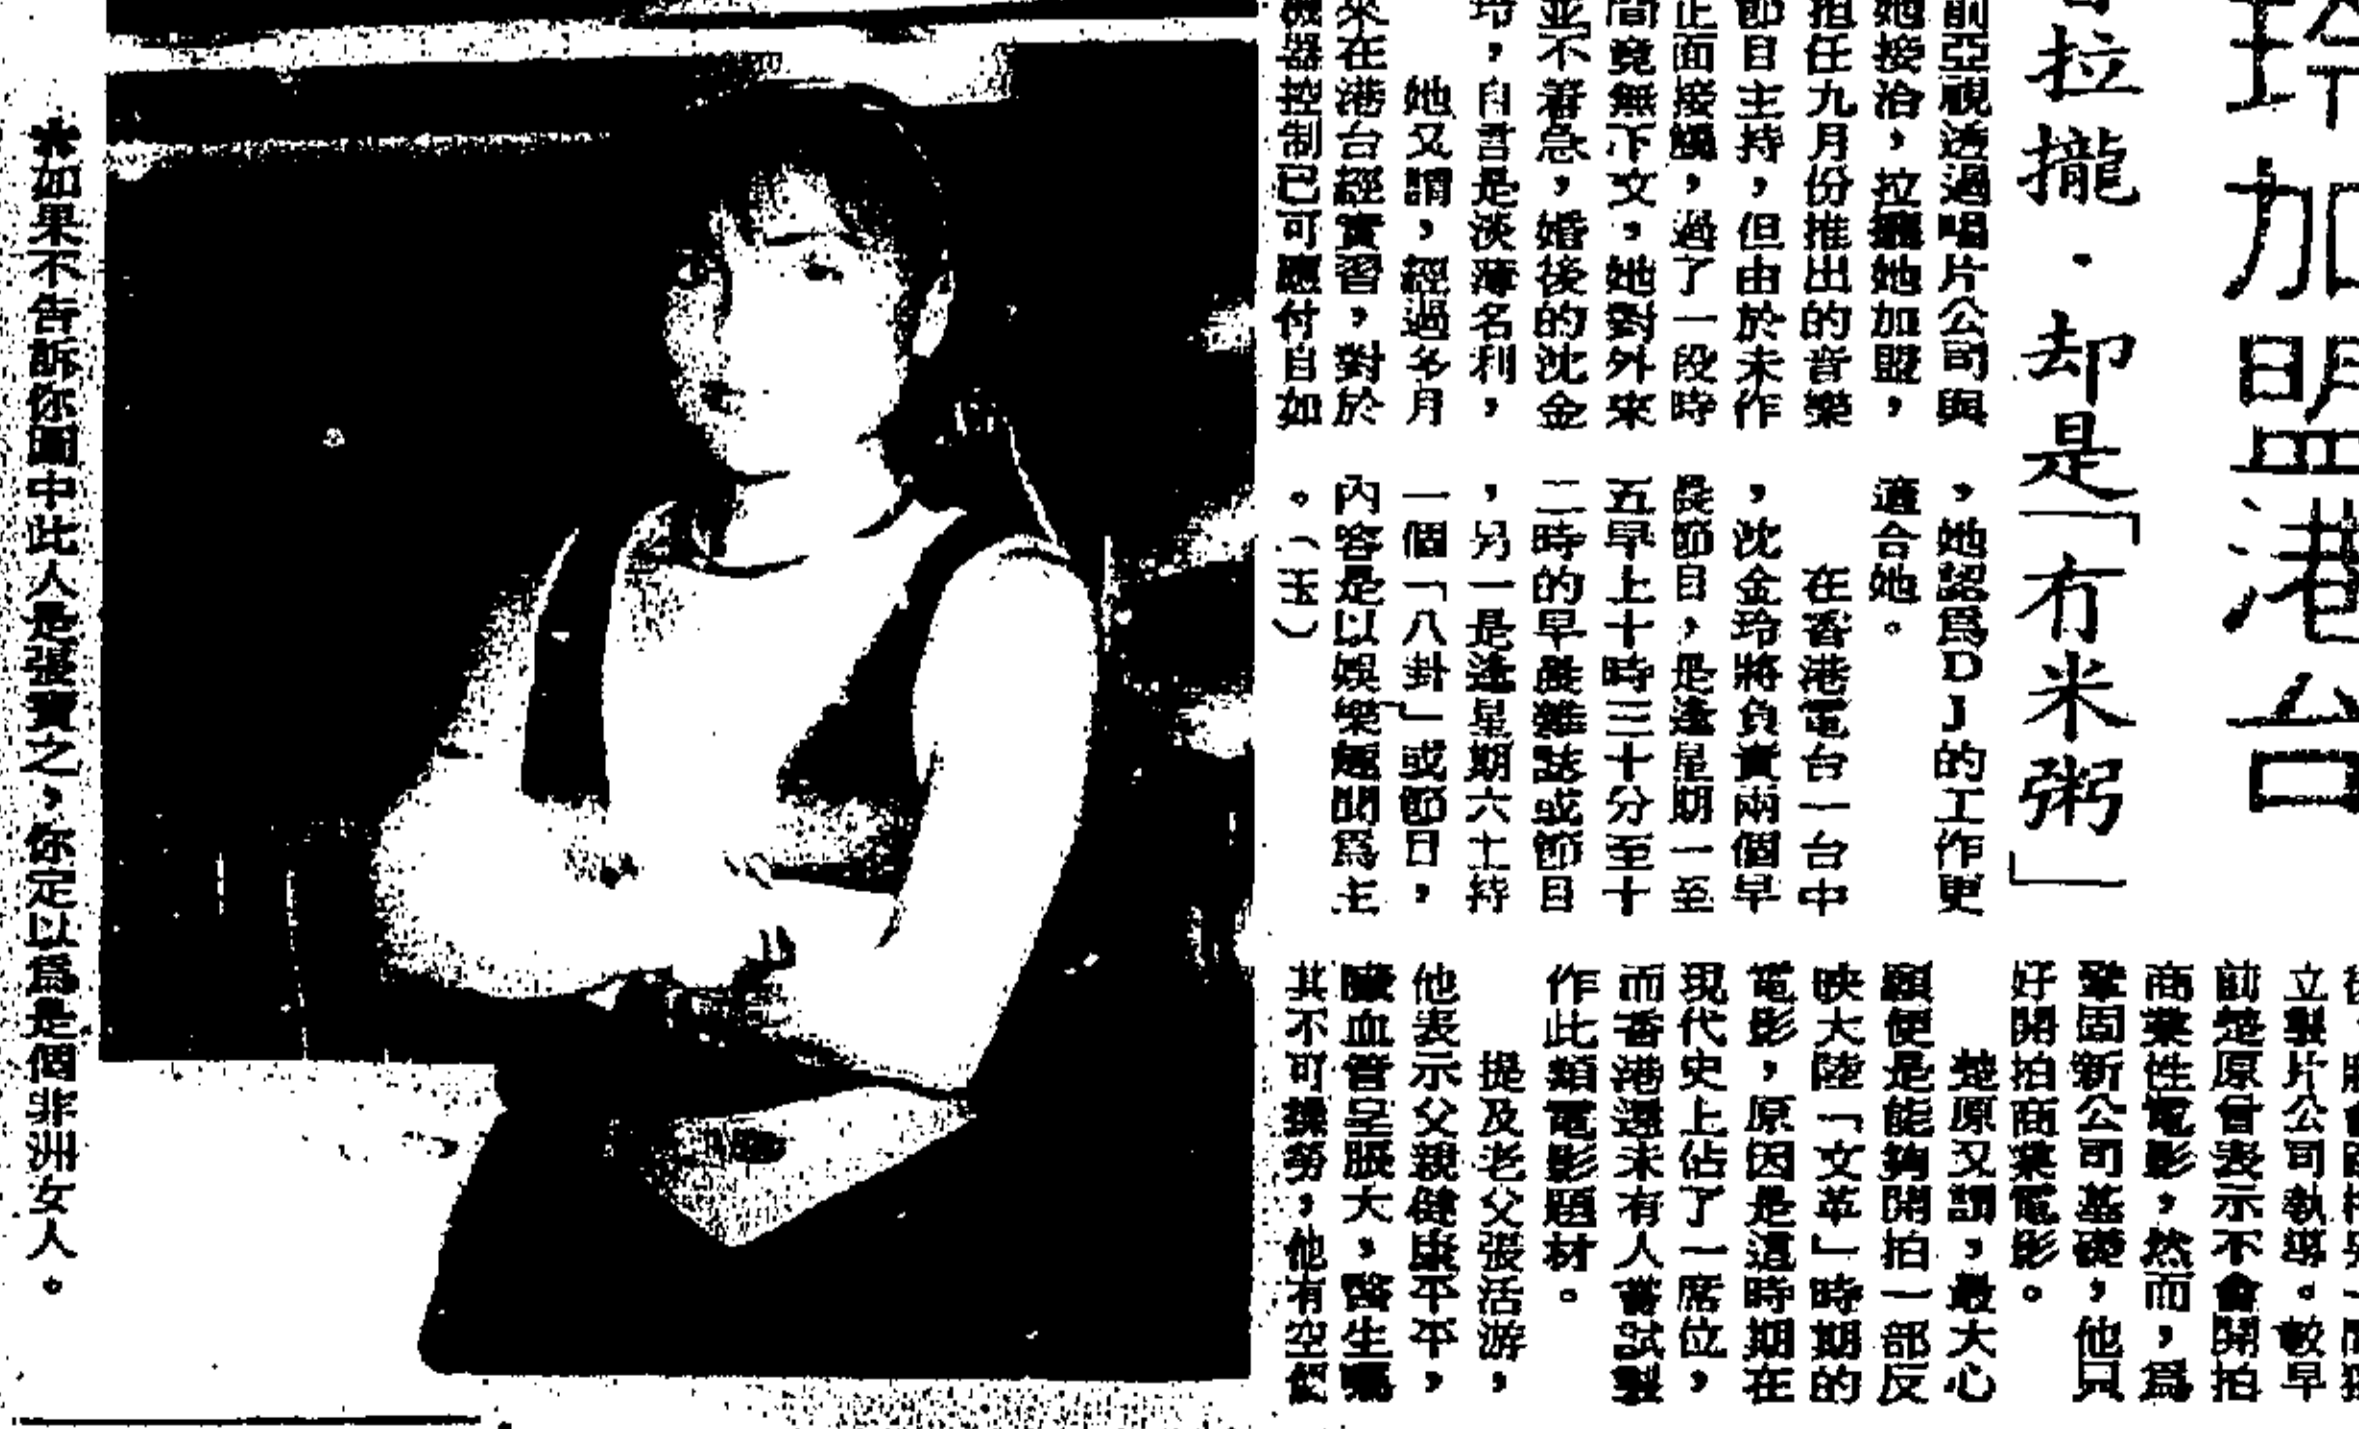 玲加盟港台
拉攏．却是「冇米粥」
前亞視透過唱片公司與
她接洽，拉攏她加盟，
担任九月份推出的音樂
節目主持，但由於未作
正面接觸，過了一段時
間竟無下文，她對外來
並不著急，婚後的沈金
玲，自言是淡薄名利，
她又謂，經過多月
來在港台經實習，對於
機器控制已可應付自如
，她認爲DJ的工作更
適合她。
在香港電台一台中
，沈金玲將負責兩個早
晨節目，是逢星期一至
五早上十時三十分至十
二時的早晨雜誌或節目
，另一是逢星期六主持
一個「八卦」或節目，
內容是以娛樂趣聞爲主
。（玉）
立製片公司執導。較早
前楚原曾表示不會開拍
商業性電影，然而，爲
鞏固新公司基礎，他只
好開拍商業電影。
楚原又謂，最大心
願便是能夠開拍一部反
映大陸「文革」時期的
電影，原因是這時期在
現代史上佔了一席位，
而香港還未有人嘗試製
作此類電影題材。
提及老父張活游，
他表示父親健康平平，
腦血管呈脹大，醫生囑
其不可操勞，他有空便
★如果不告訴你圖中此人是張寶之，你定以爲是個非洲女人。